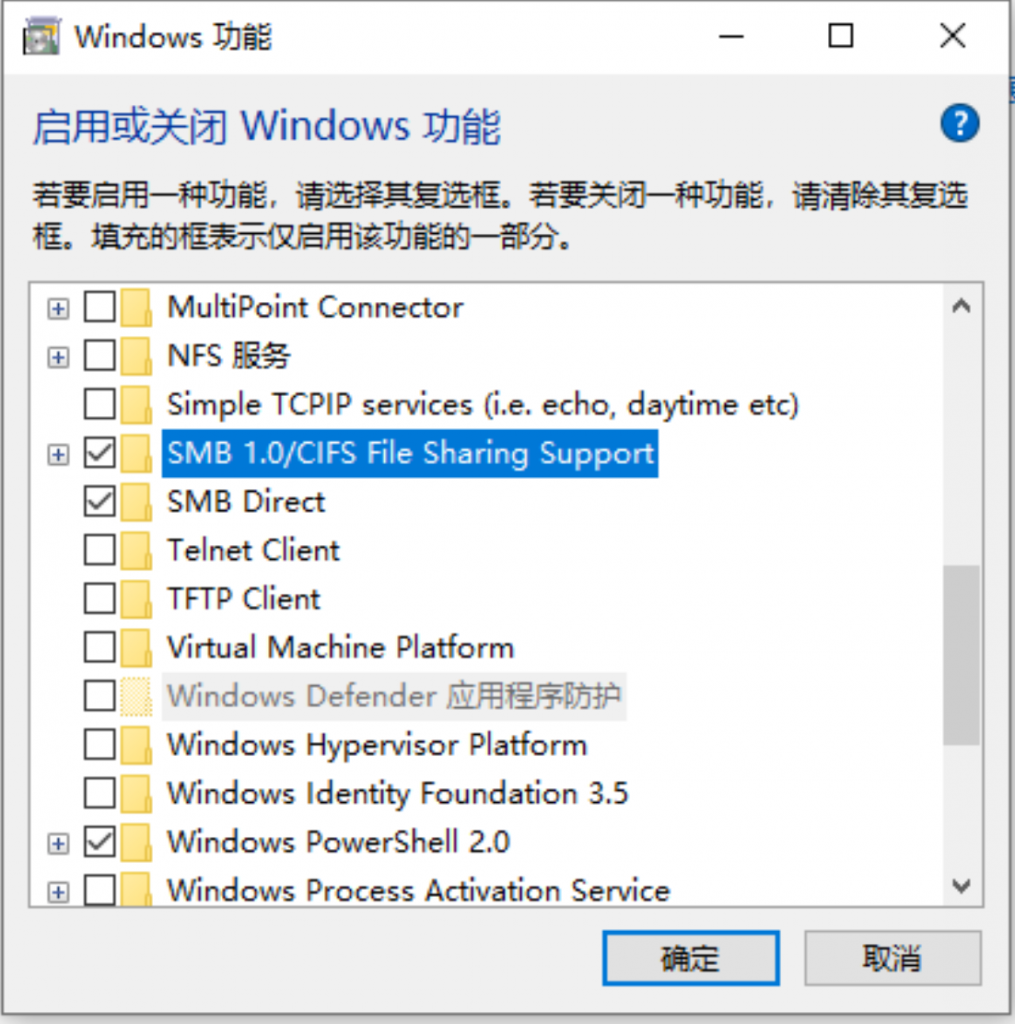 Windows 功能
启用或关闭 Windows 功能
若要启用一种功能，请选择其复选框。若要关闭一种功能，请清除其复选
框。填充的框表示仅启用该功能的一部分。
MultiPoint Connector
NFS 服务
Simple TCPIP services (i.e. echo, daytime etc)
SMB 1.0/CIFS File Sharing Support
SMB Direct
Telnet Client
TFTP Client
Virtual Machine Platform
Windows Defender 应用程序防护
Windows Hypervisor Platform
Windows Identity Foundation 3.5
Windows PowerShell 2.0
Windows Process Activation Service
确定 取消